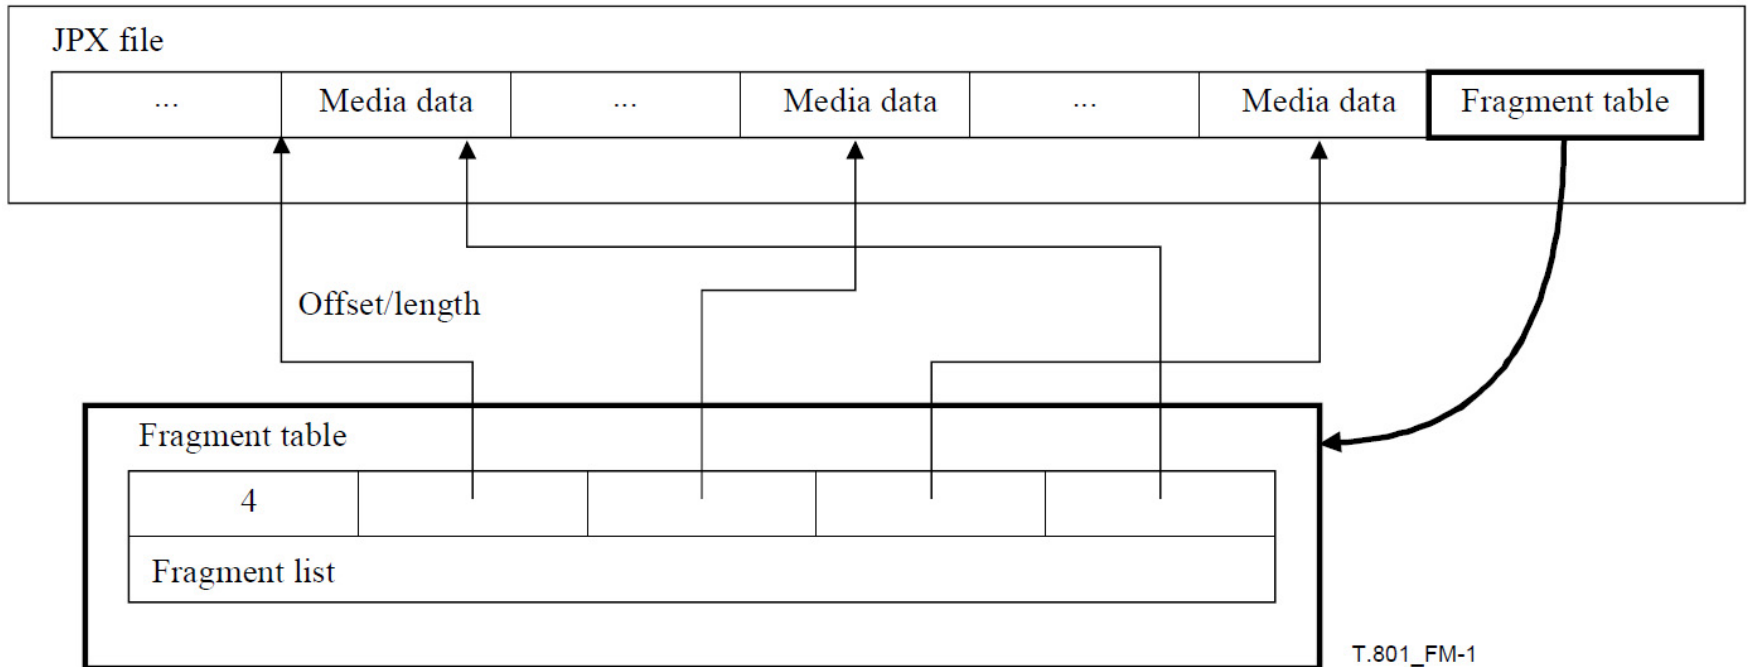 JPX file
... Media data ... Media data ... Media data Fragment table
Offset/length
Fragment table
4
Fragment list
T.801_FM-1